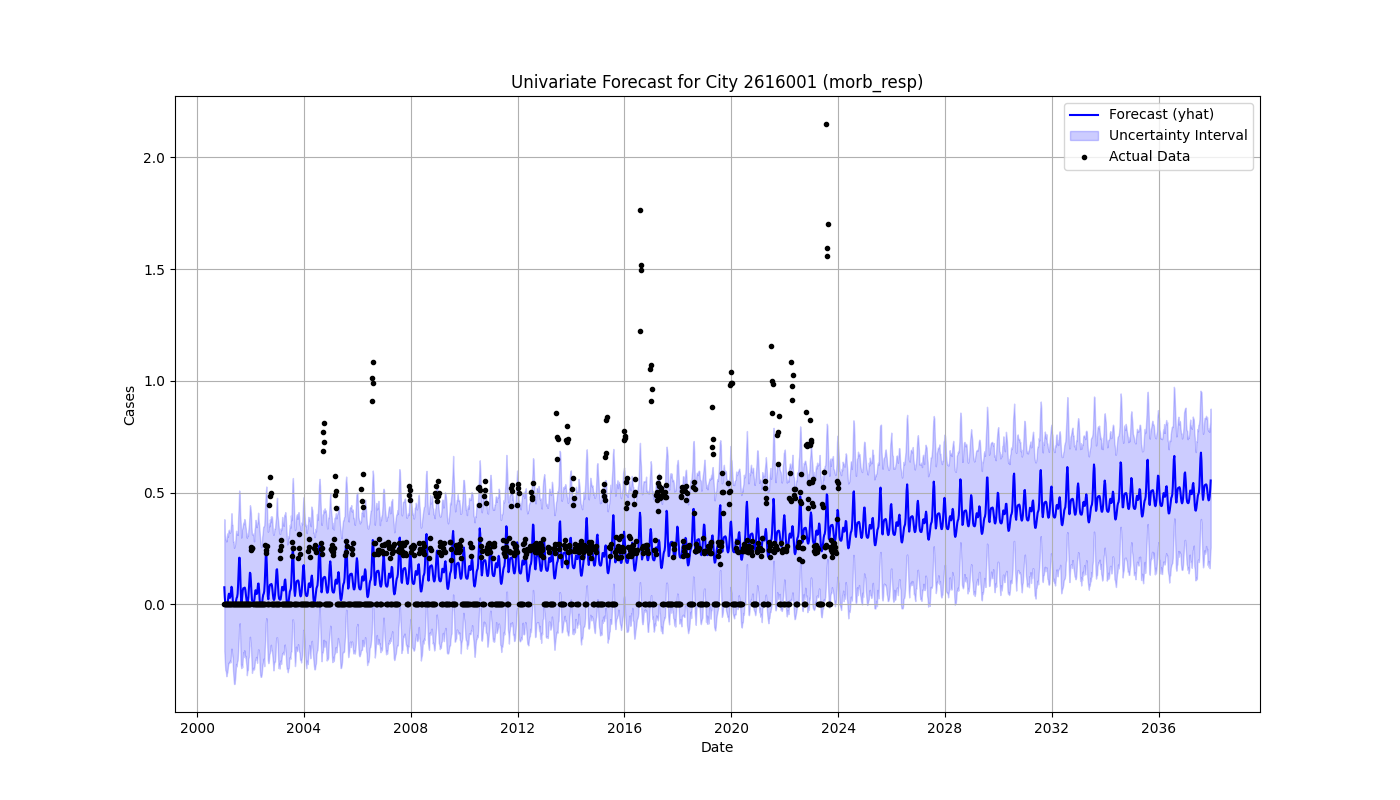 Univariate Forecast for City 2616001 (morb_resp)
Forecast (yhat)
Uncertainty Interval
Actual Data
Cases
2.0
1.5
1.0
0.5
0.0
2000 2004 2008 2012 2016 2020 2024 2028 2032 2036
Date